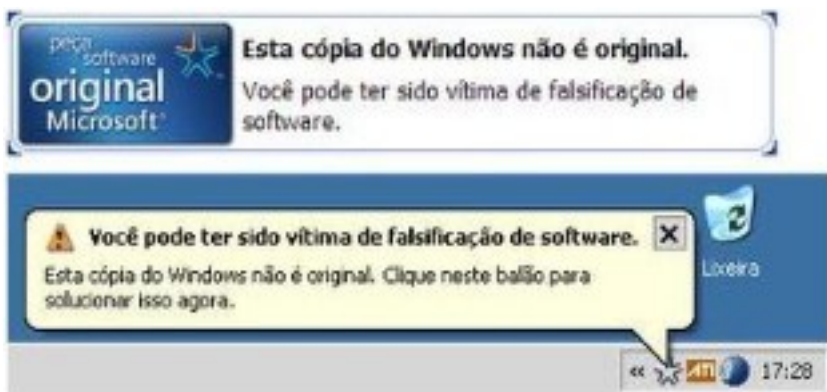 peça
software
original
Microsoft
Esta cópia do Windows não é original.
Você pode ter sido vítima de falsificação de
software.
Você pode ter sido vítima de falsificação de software.
Esta cópia do Windows não é original. Clique neste balão para
solucionar isso agora.
Lixeira
« ATI 17:28